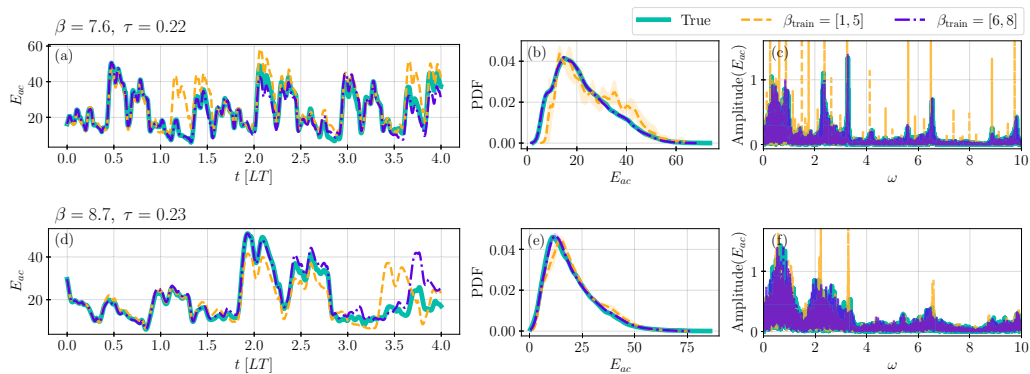 β = 7.6, τ = 0.22
True β_train = [1, 5] β_train = [6, 8]
(a)
E_ac
60
40
20
0.0 0.5 1.0 1.5 2.0 2.5 3.0 3.5 4.0
t [LT]
(b)
PDF
0.04
0.02
0.00
0 20 40 60
E_ac
(c)
Amplitude(E_ac)
1
0
0 2 4 6 8 10
ω
β = 8.7, τ = 0.23
(d)
E_ac
40
20
0.0 0.5 1.0 1.5 2.0 2.5 3.0 3.5 4.0
t [LT]
(e)
PDF
0.04
0.02
0.00
0 25 50 75
E_ac
(f)
Amplitude(E_ac)
1
0
0 2 4 6 8 10
ω